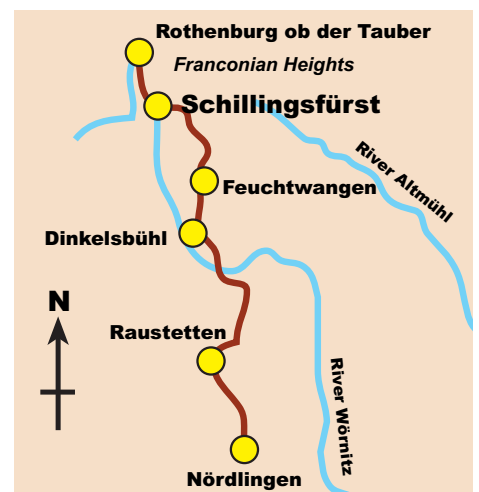 Rothenburg ob der Tauber
Franconian Heights
Schillingsfürst
River Altmühl
Feuchtwangen
Dinkelsbühl
N
Raustetten
River Wörnitz
Nördlingen